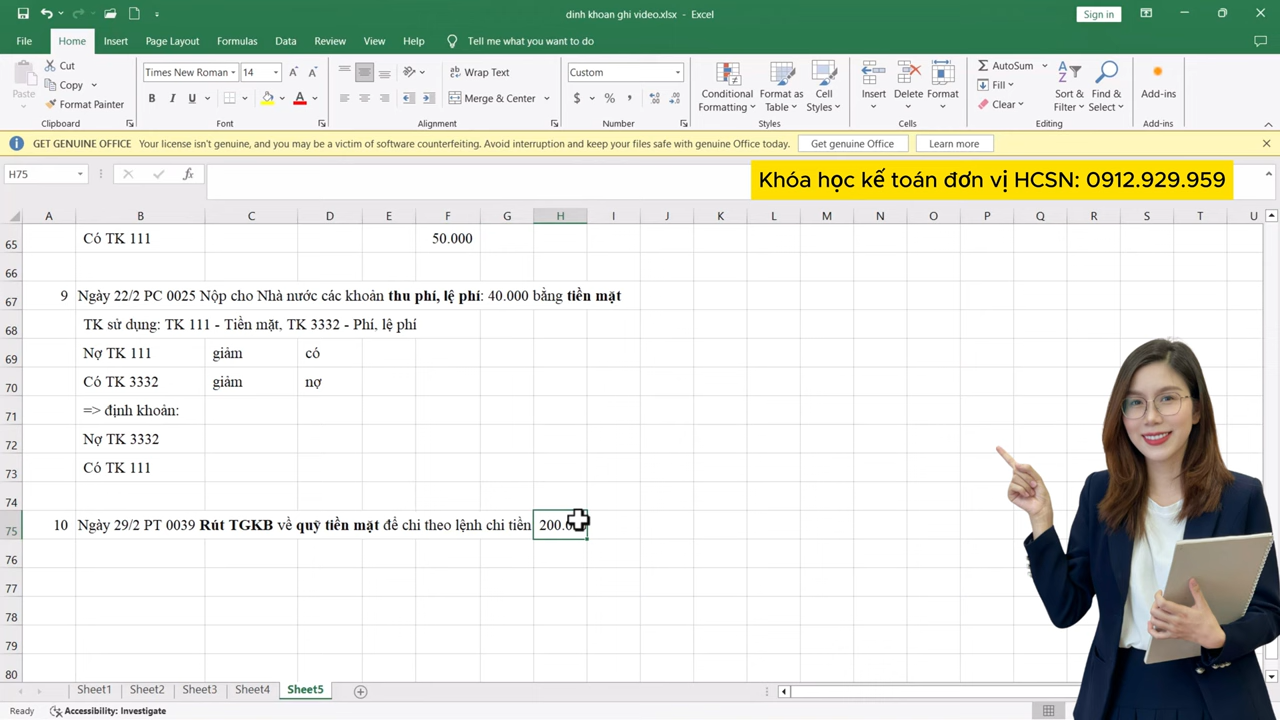 dinh khoan ghi video.xlsx - Excel
Sign in
File Home Insert Page Layout Formulas Data Review View Help Tell me what you want to do
Paste
Cut
Copy
Format Painter
Clipboard
Times New Roman 14
B I U
Font
Wrap Text
Merge & Center
Alignment
Custom
$ % ,
Number
Conditional Formatting
Format as Table
Cell Styles
Styles
Insert Delete Format
Cells
AutoSum
Fill
Clear
Sort & Filter
Find & Select
Editing
Add-ins
Add-ins
GET GENUINE OFFICE Your license isn't genuine, and you may be a victim of software counterfeiting. Avoid interruption and keep your files safe with genuine Office today. Get genuine Office Learn more
H75 fx
Khóa học kế toán đơn vị HCSN: 0912.929.959
A B C D E F G H I J K L M N O P Q R S T U
65 Có TK 111 50.000
66
67 9 Ngày 22/2 PC 0025 Nộp cho Nhà nước các khoản thu phí, lệ phí: 40.000 bằng tiền mặt
68 TK sử dụng: TK 111 - Tiền mặt, TK 3332 - Phí, lệ phí
69 Nợ TK 111 giảm có
70 Có TK 3332 giảm nợ
71 => định khoản:
72 Nợ TK 3332
73 Có TK 111
74
75 10 Ngày 29/2 PT 0039 Rút TGKB về quỹ tiền mặt để chi theo lệnh chi tiền
76
77
78
79
80
Sheet1 Sheet2 Sheet3 Sheet4 Sheet5
Ready Accessibility: Investigate